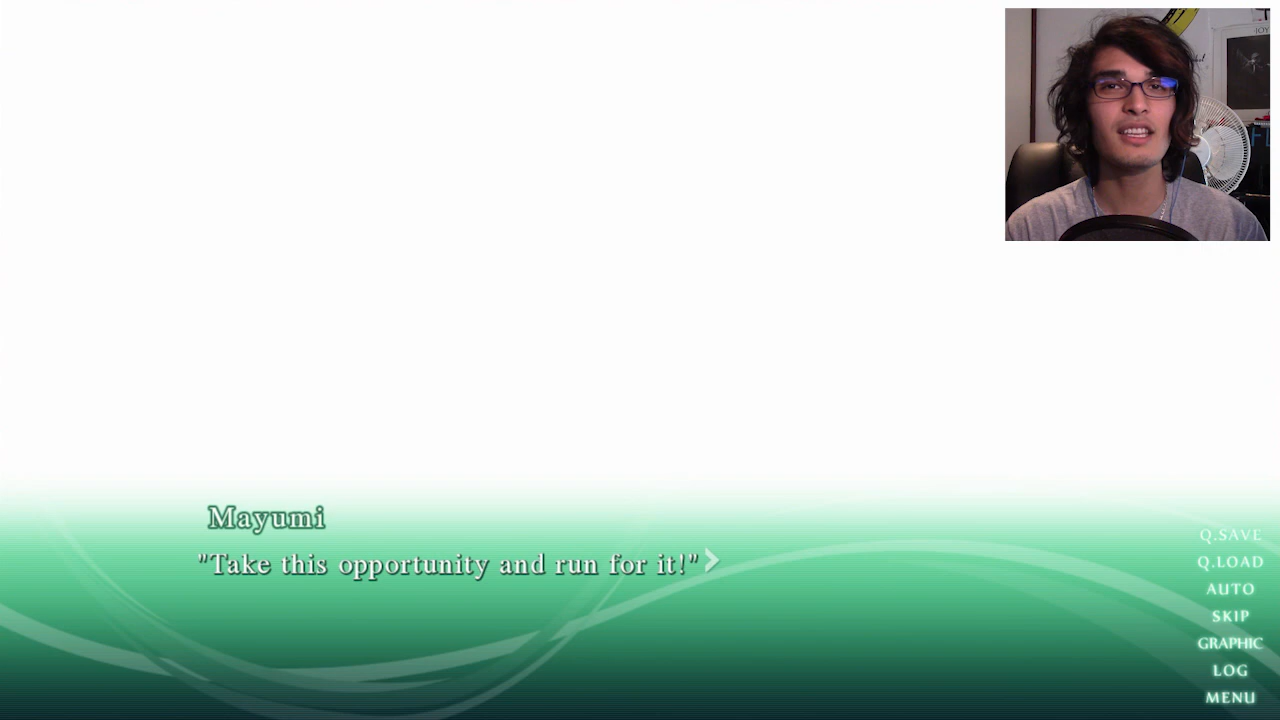 Mayumi
"Take this opportunity and run for it!"
Q.SAVE
Q.LOAD
AUTO
SKIP
GRAPHIC
LOG
MENU